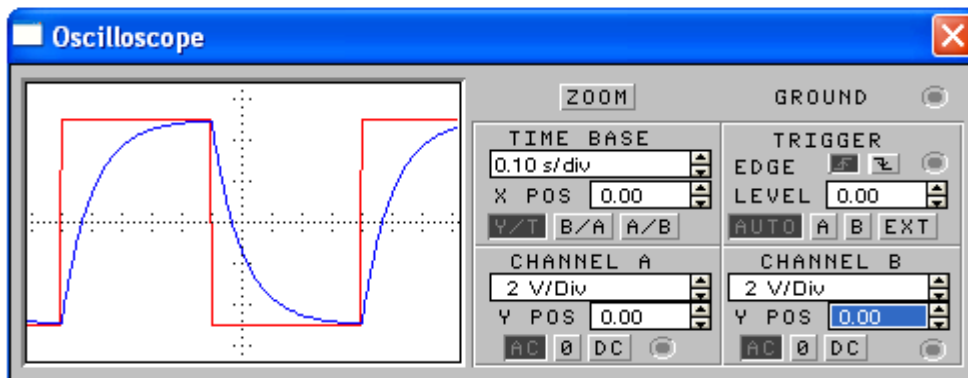 Oscilloscope
ZOOM GROUND
TIME BASE
0.10 s/div
X POS 0.00
Y/T B/A A/B
TRIGGER
EDGE
LEVEL 0.00
AUTO A B EXT
CHANNEL A
2 V/Div
Y POS 0.00
AC 0 DC
CHANNEL B
2 V/Div
Y POS 0.00
AC 0 DC